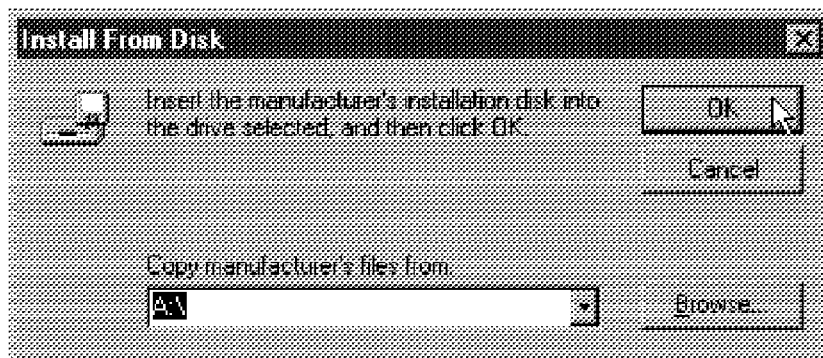 Install From Disk
Insert the manufacturer's installation disk into
the drive selected, and then click OK.
OK
Cancel
Copy manufacturer's files from:
A:\
Browse...